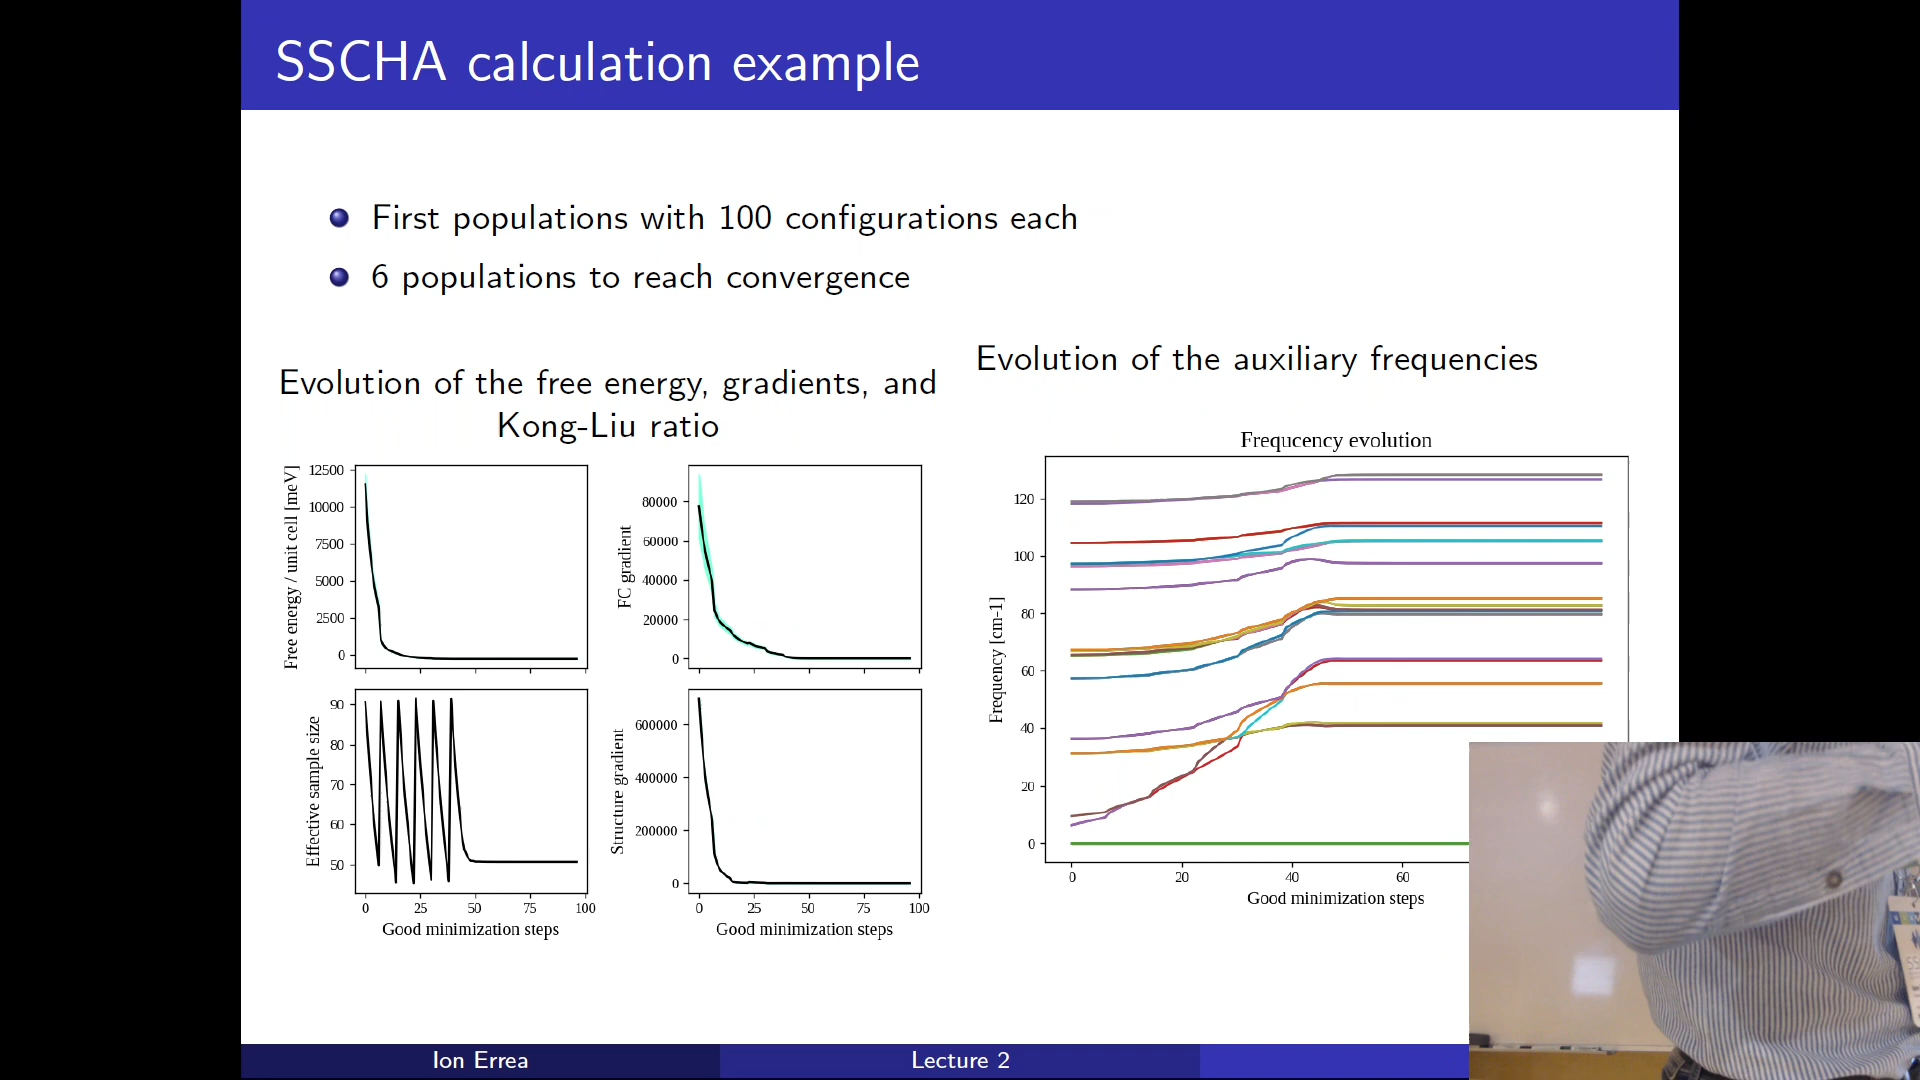 SSCHA calculation example
First populations with 100 configurations each
6 populations to reach convergence
Evolution of the free energy, gradients, and
Kong-Liu ratio
Evolution of the auxiliary frequencies
Free energy / unit cell [meV]
12500
10000
7500
5000
2500
0
FC gradient
80000
60000
40000
20000
0
Effective sample size
90
80
70
60
50
0
25
50
75
100
Good minimization steps
Structure gradient
600000
400000
200000
0
0
25
50
75
100
Good minimization steps
Frequcency evolution
Frequency [cm-1]
120
100
80
60
40
20
0
0
20
40
60
Good minimization steps
Ion Errea
Lecture 2